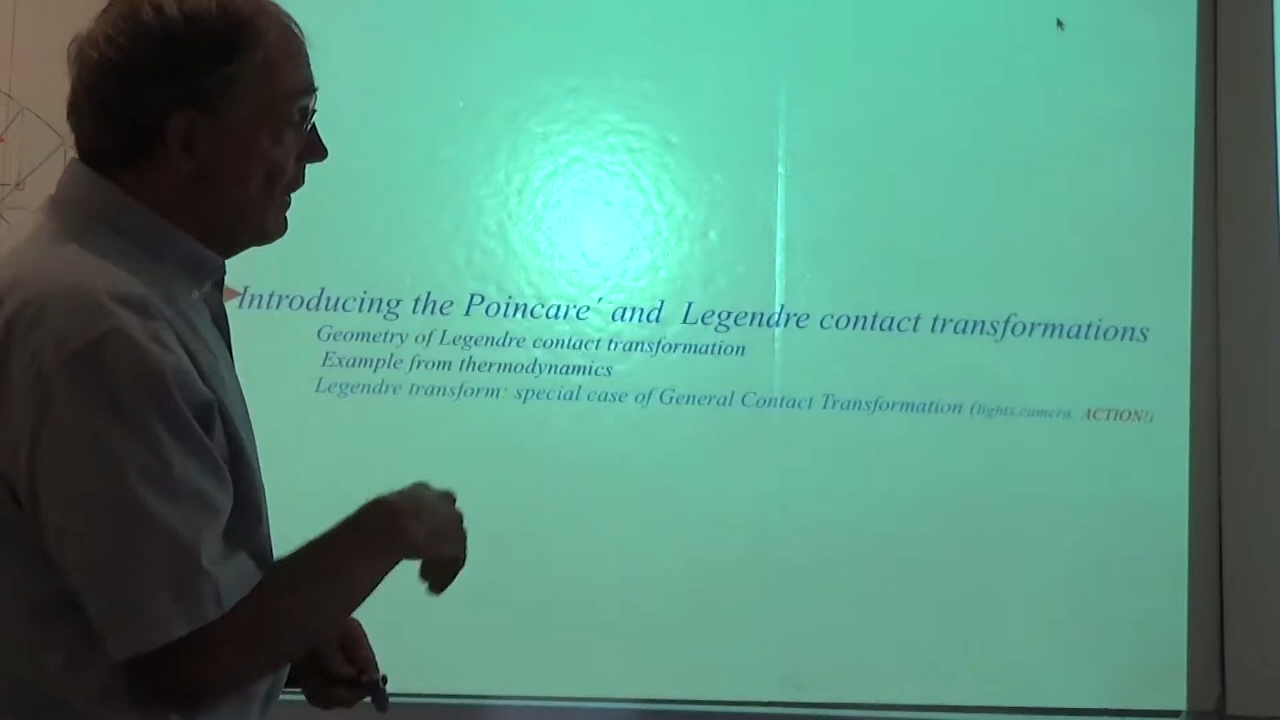 Introducing the Poincare´ and Legendre contact transformations
Geometry of Legendre contact transformation
Example from thermodynamics
Legendre transform: special case of General Contact Transformation (lights, camera, ACTION!)